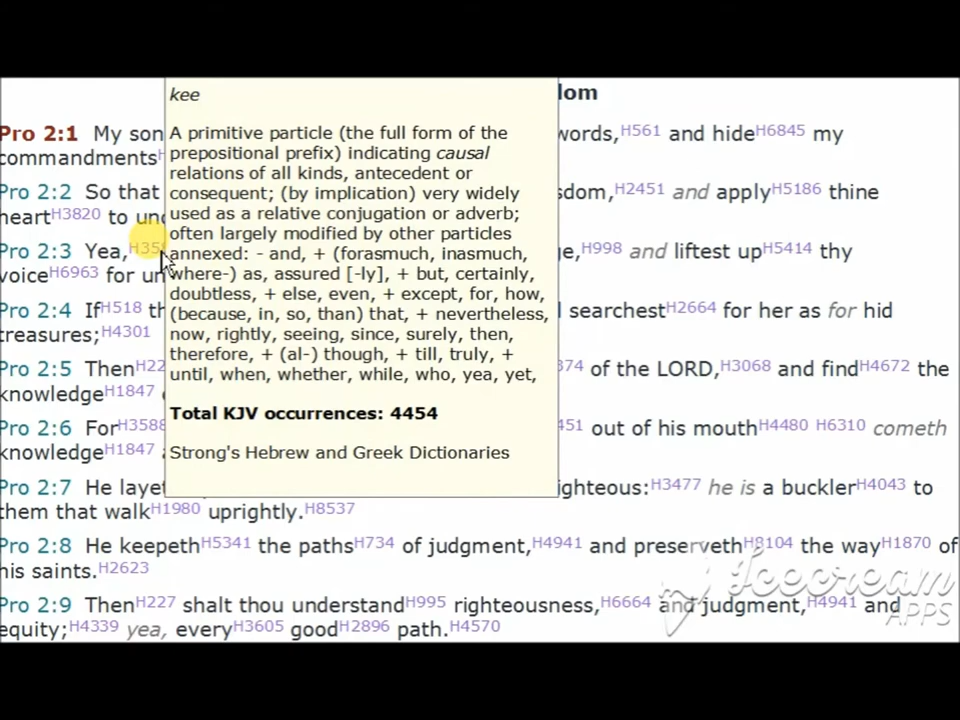 kee
A primitive particle (the full form of the
prepositional prefix) indicating causal
relations of all kinds, antecedent or
consequent; (by implication) very widely
used as a relative conjugation or adverb;
often largely modified by other particles
annexed: - and, + (forasmuch, inasmuch,
where-) as, assured [-ly], + but, certainly,
doubtless, + else, even, + except, for, how,
(because, in, so, than) that, + nevertheless,
now, rightly, seeing, since, surely, then,
therefore, + (al-) though, + till, truly, +
until, when, whether, while, who, yea, yet,
Total KJV occurrences: 4454
Strong's Hebrew and Greek Dictionaries
Pro 2:1 My son words,H561 and hideH6845 my
commandments
Pro 2:2 So that H2451 and applyH5186 thine
heartH3820 to
Pro 2:3 Yea, H998 and liftest upH5414 thy
voiceH6963 for
Pro 2:4 IfH518 searchestH2664 for her as for hid
treasures;H4301
Pro 2:5 Then of the LORD,H3068 and findH4672 the
knowledgeH1847
Pro 2:6 ForH3588 out of his mouthH4480 H6310 cometh
knowledgeH1847
Pro 2:7 He H3477 he is a bucklerH4043 to
them that walkH1980 uprightly.H8537
Pro 2:8 He keepethH5341 the pathsH734 of judgment,H4941 and preservethH8104 the wayH1870 of
his saints.H2623
Pro 2:9 ThenH227 shalt thou understandH995 righteousness,H6664 and judgment,H4941 and
equity;H4339 yea, everyH3605 goodH2896 path.H4570
Icecream
APPS